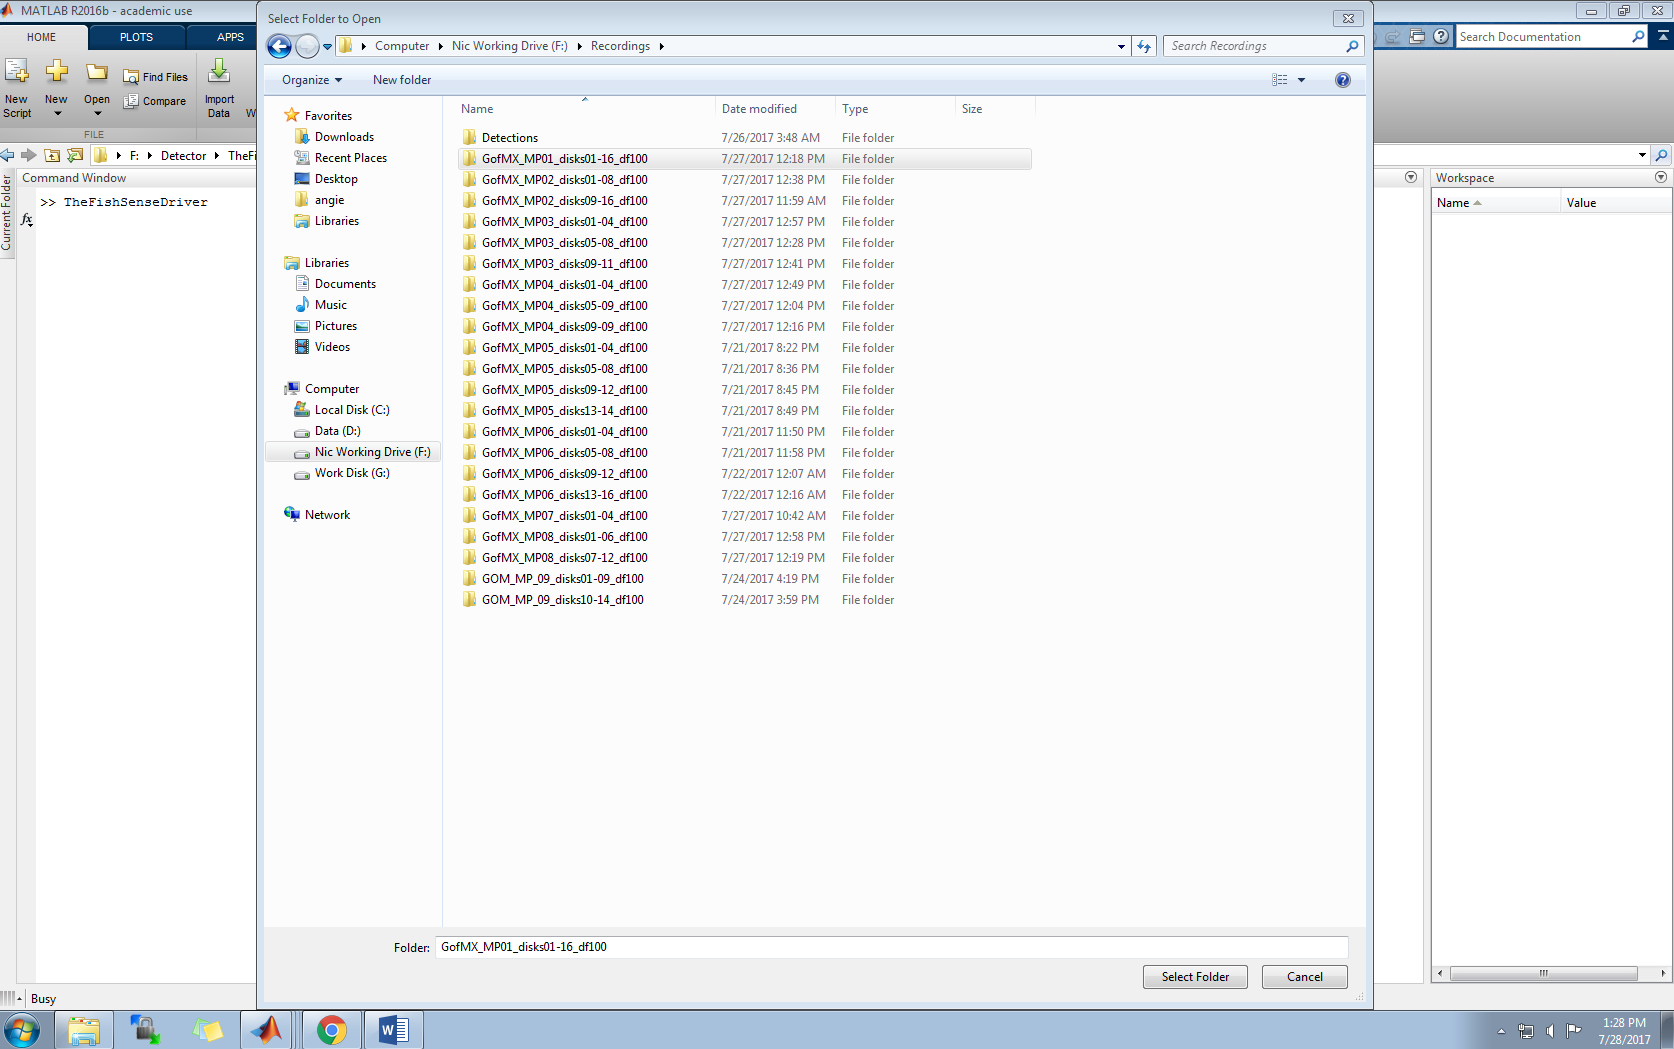 MATLAB R2016b - academic use
HOME PLOTS APPS
Search Documentation
New Script
New
Open
Find Files
Compare
Import Data
FILE
F: Detector
Current Folder
Command Window
>> TheFishSenseDriver
fx
Busy
Select Folder to Open
Computer Nic Working Drive (F:) Recordings
Search Recordings
Organize New folder
Favorites
Downloads
Recent Places
Desktop
angie
Libraries
Libraries
Documents
Music
Pictures
Videos
Computer
Local Disk (C:)
Data (D:)
Nic Working Drive (F:)
Work Disk (G:)
Network
Name Date modified Type Size
Detections 7/26/2017 3:48 AM File folder
GofMX_MP01_disks01-16_df100 7/27/2017 12:18 PM File folder
GofMX_MP02_disks01-08_df100 7/27/2017 12:38 PM File folder
GofMX_MP02_disks09-16_df100 7/27/2017 11:59 AM File folder
GofMX_MP03_disks01-04_df100 7/27/2017 12:57 PM File folder
GofMX_MP03_disks05-08_df100 7/27/2017 12:28 PM File folder
GofMX_MP03_disks09-11_df100 7/27/2017 12:41 PM File folder
GofMX_MP04_disks01-04_df100 7/27/2017 12:49 PM File folder
GofMX_MP04_disks05-09_df100 7/27/2017 12:04 PM File folder
GofMX_MP04_disks09-09_df100 7/27/2017 12:16 PM File folder
GofMX_MP05_disks01-04_df100 7/21/2017 8:22 PM File folder
GofMX_MP05_disks05-08_df100 7/21/2017 8:36 PM File folder
GofMX_MP05_disks09-12_df100 7/21/2017 8:45 PM File folder
GofMX_MP05_disks13-14_df100 7/21/2017 8:49 PM File folder
GofMX_MP06_disks01-04_df100 7/21/2017 11:50 PM File folder
GofMX_MP06_disks05-08_df100 7/21/2017 11:58 PM File folder
GofMX_MP06_disks09-12_df100 7/22/2017 12:07 AM File folder
GofMX_MP06_disks13-16_df100 7/22/2017 12:16 AM File folder
GofMX_MP07_disks01-04_df100 7/27/2017 10:42 AM File folder
GofMX_MP08_disks01-06_df100 7/27/2017 12:58 PM File folder
GofMX_MP08_disks07-12_df100 7/27/2017 12:19 PM File folder
GOM_MP_09_disks01-09_df100 7/24/2017 4:19 PM File folder
GOM_MP_09_disks10-14_df100 7/24/2017 3:59 PM File folder
Folder: GofMX_MP01_disks01-16_df100
Select Folder Cancel
Workspace
Name Value
1:28 PM
7/28/2017